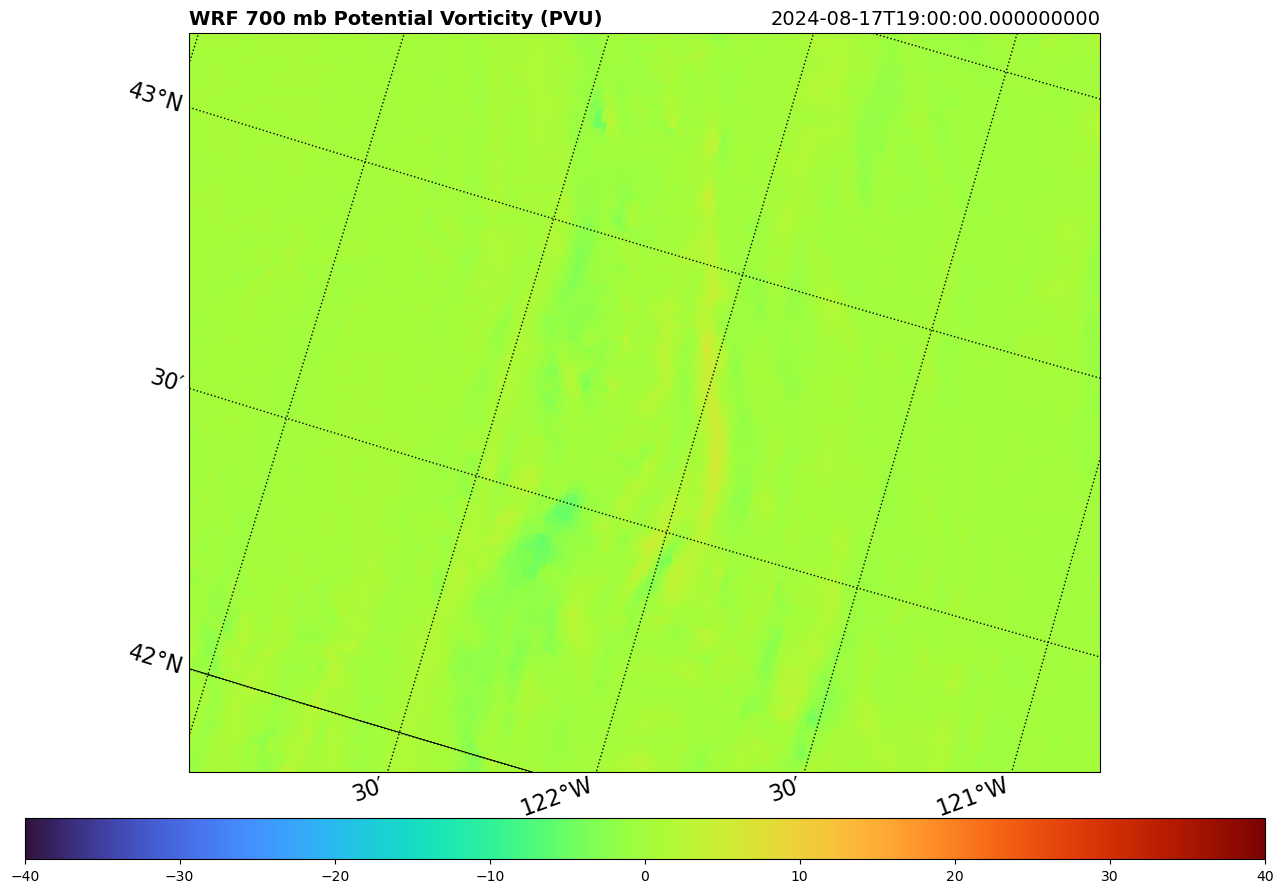 WRF 700 mb Potential Vorticity (PVU) 2024-08-17T19:00:00.000000000
43°N
30′
42°N
30′ 122°W 30′ 121°W
−40 −30 −20 −10 0 10 20 30 40